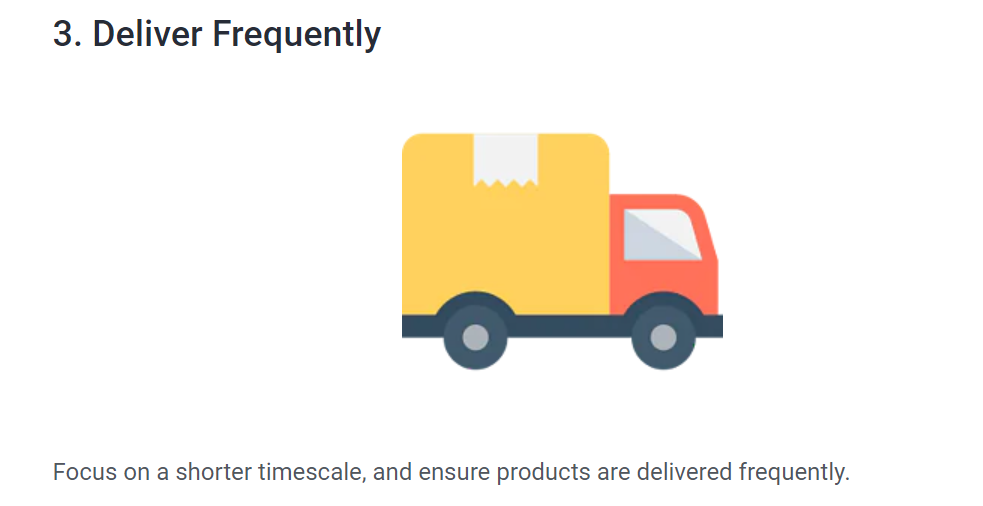 3. Deliver Frequently
Focus on a shorter timescale, and ensure products are delivered frequently.